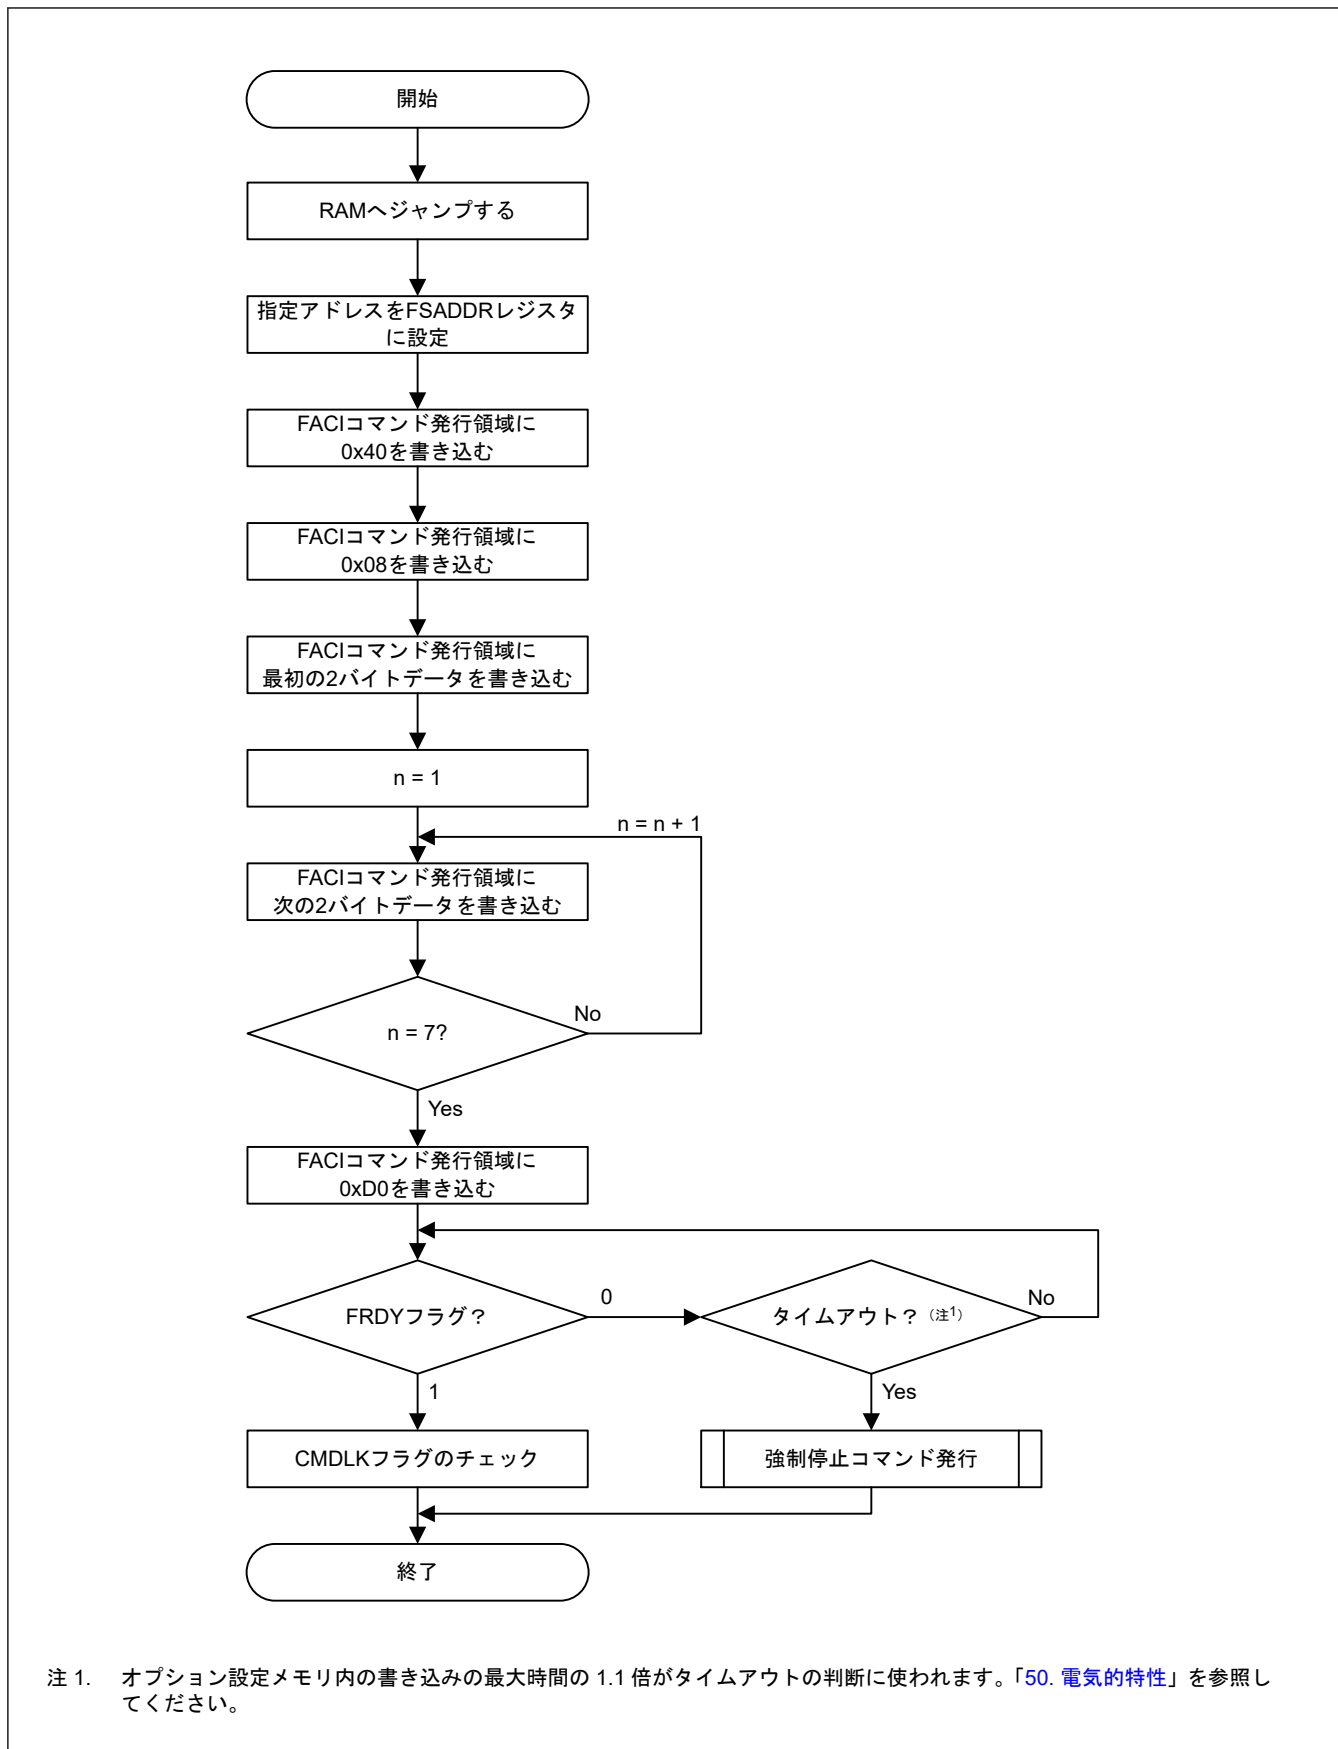 開始
RAMへジャンプする
指定アドレスをFSADDRレジスタ
に設定
FACIコマンド発行領域に
0x40を書き込む
FACIコマンド発行領域に
0x08を書き込む
FACIコマンド発行領域に
最初の2バイトデータを書き込む
n = 1
n = n + 1
FACIコマンド発行領域に
次の2バイトデータを書き込む
n = 7?
No
Yes
FACIコマンド発行領域に
0xD0を書き込む
FRDYフラグ？
0
タイムアウト？（注1）
No
1
Yes
CMDLKフラグのチェック
強制停止コマンド発行
終了
注 1. オプション設定メモリ内の書き込みの最大時間の 1.1 倍がタイムアウトの判断に使われます。「50. 電気的特性」を参照し
てください。